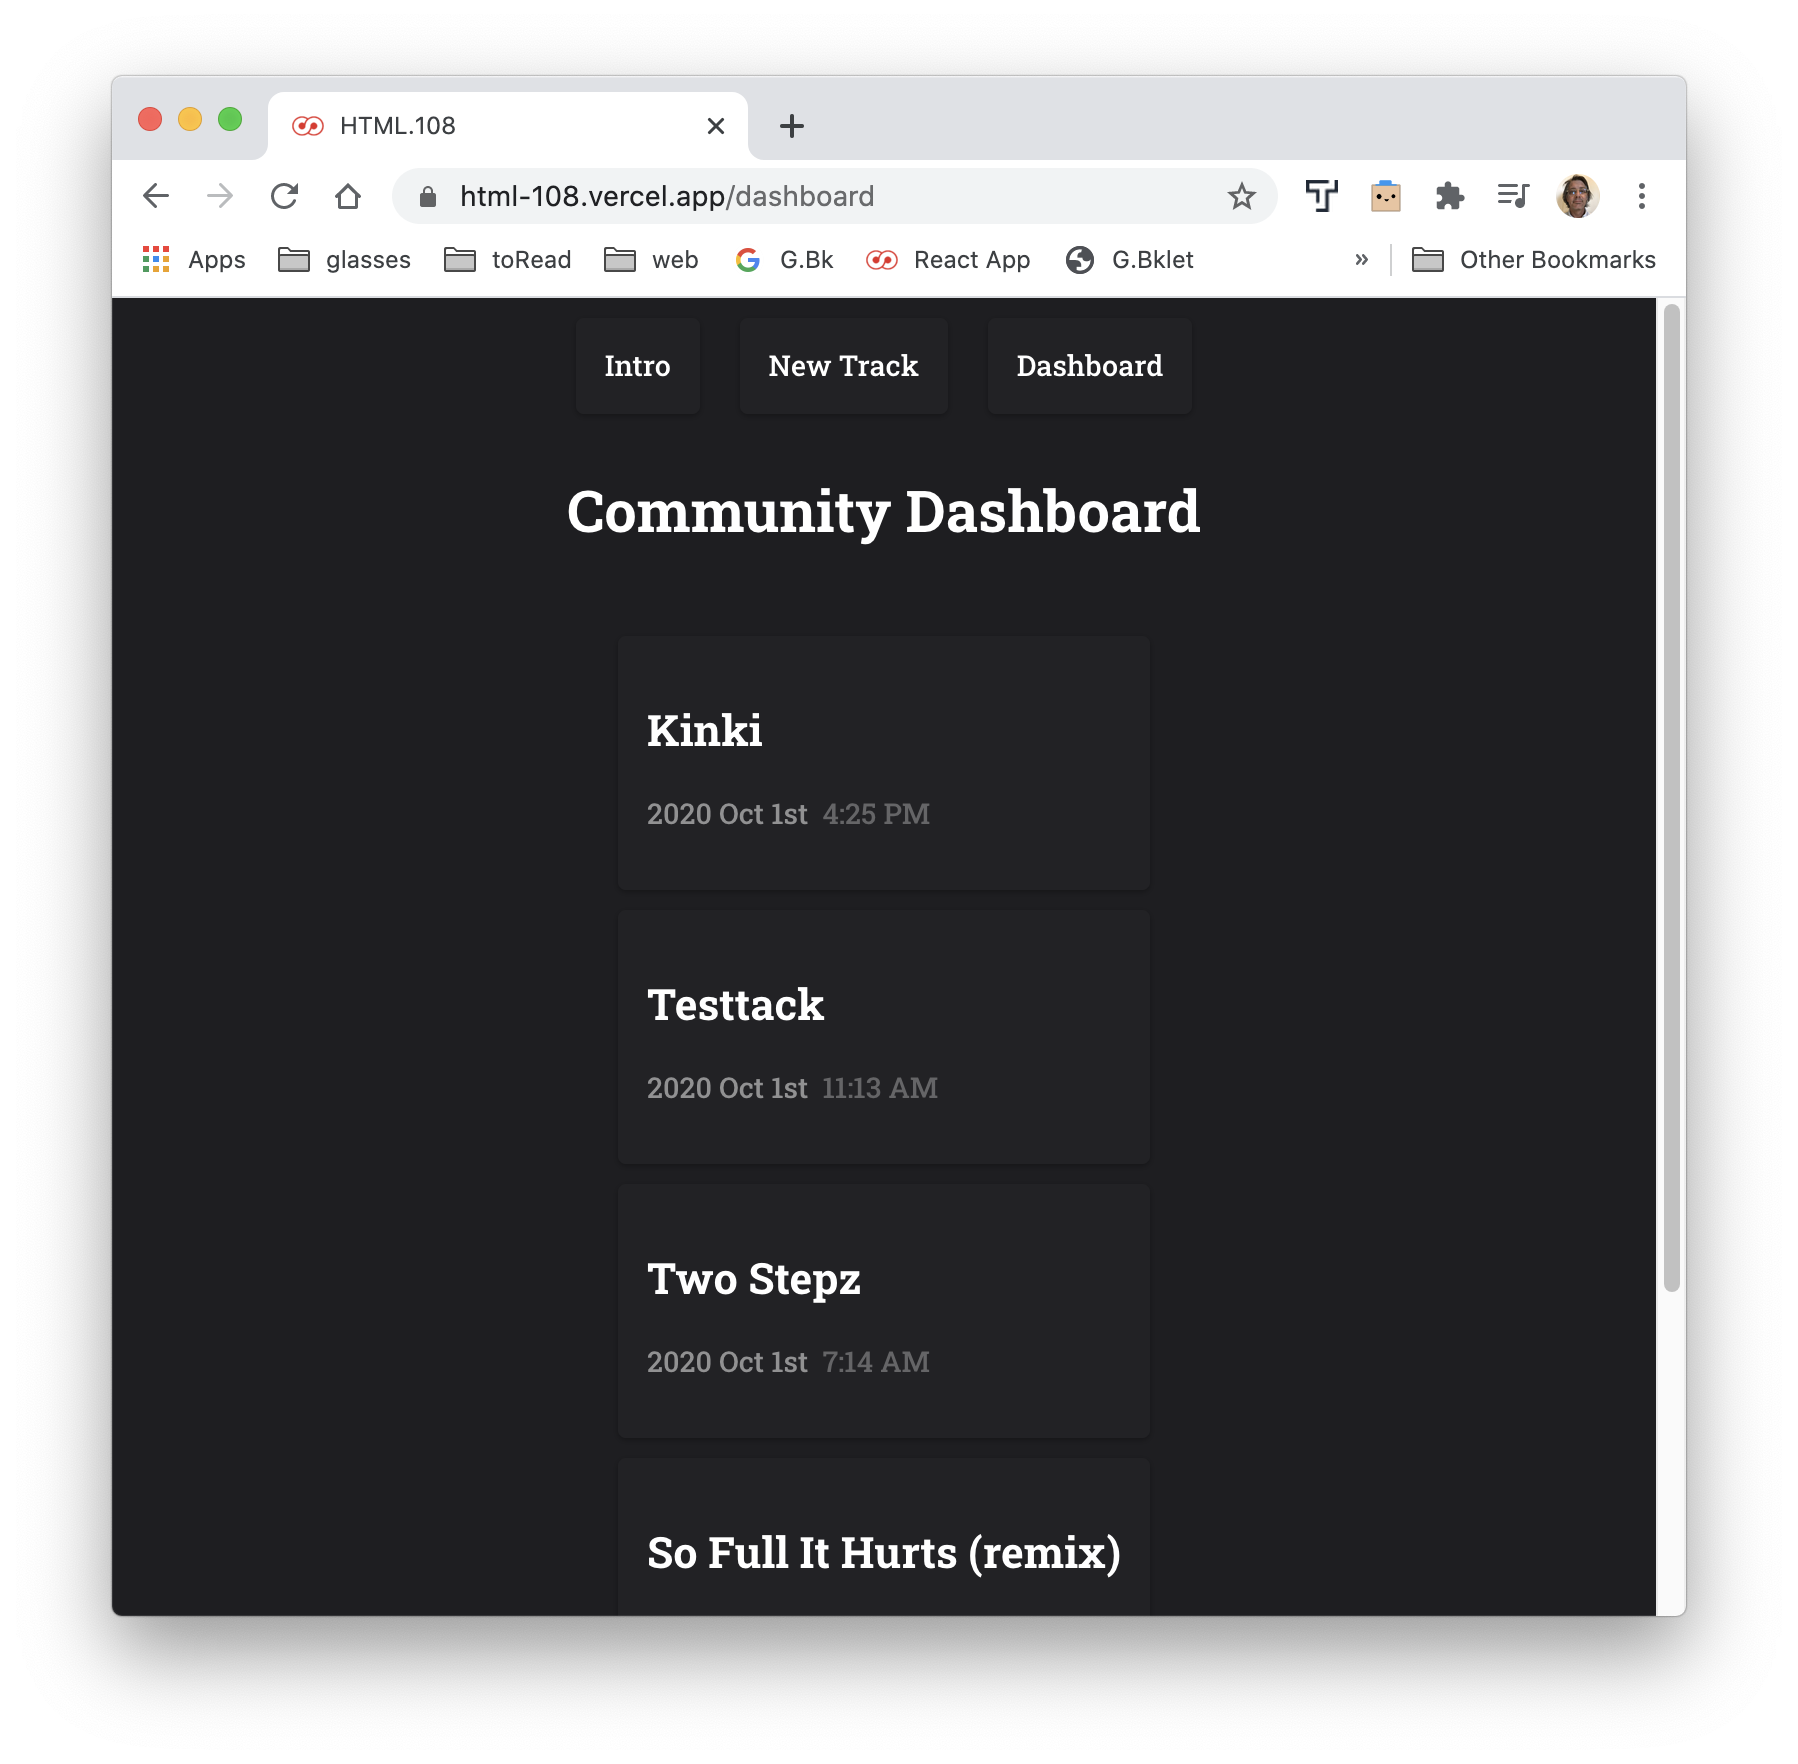 HTML.108
html-108.vercel.app/dashboard
Apps glasses toRead web G.Bk React App G.Bklet » Other Bookmarks
Intro New Track Dashboard
Community Dashboard
Kinki
2020 Oct 1st 4:25 PM
Testtack
2020 Oct 1st 11:13 AM
Two Stepz
2020 Oct 1st 7:14 AM
So Full It Hurts (remix)